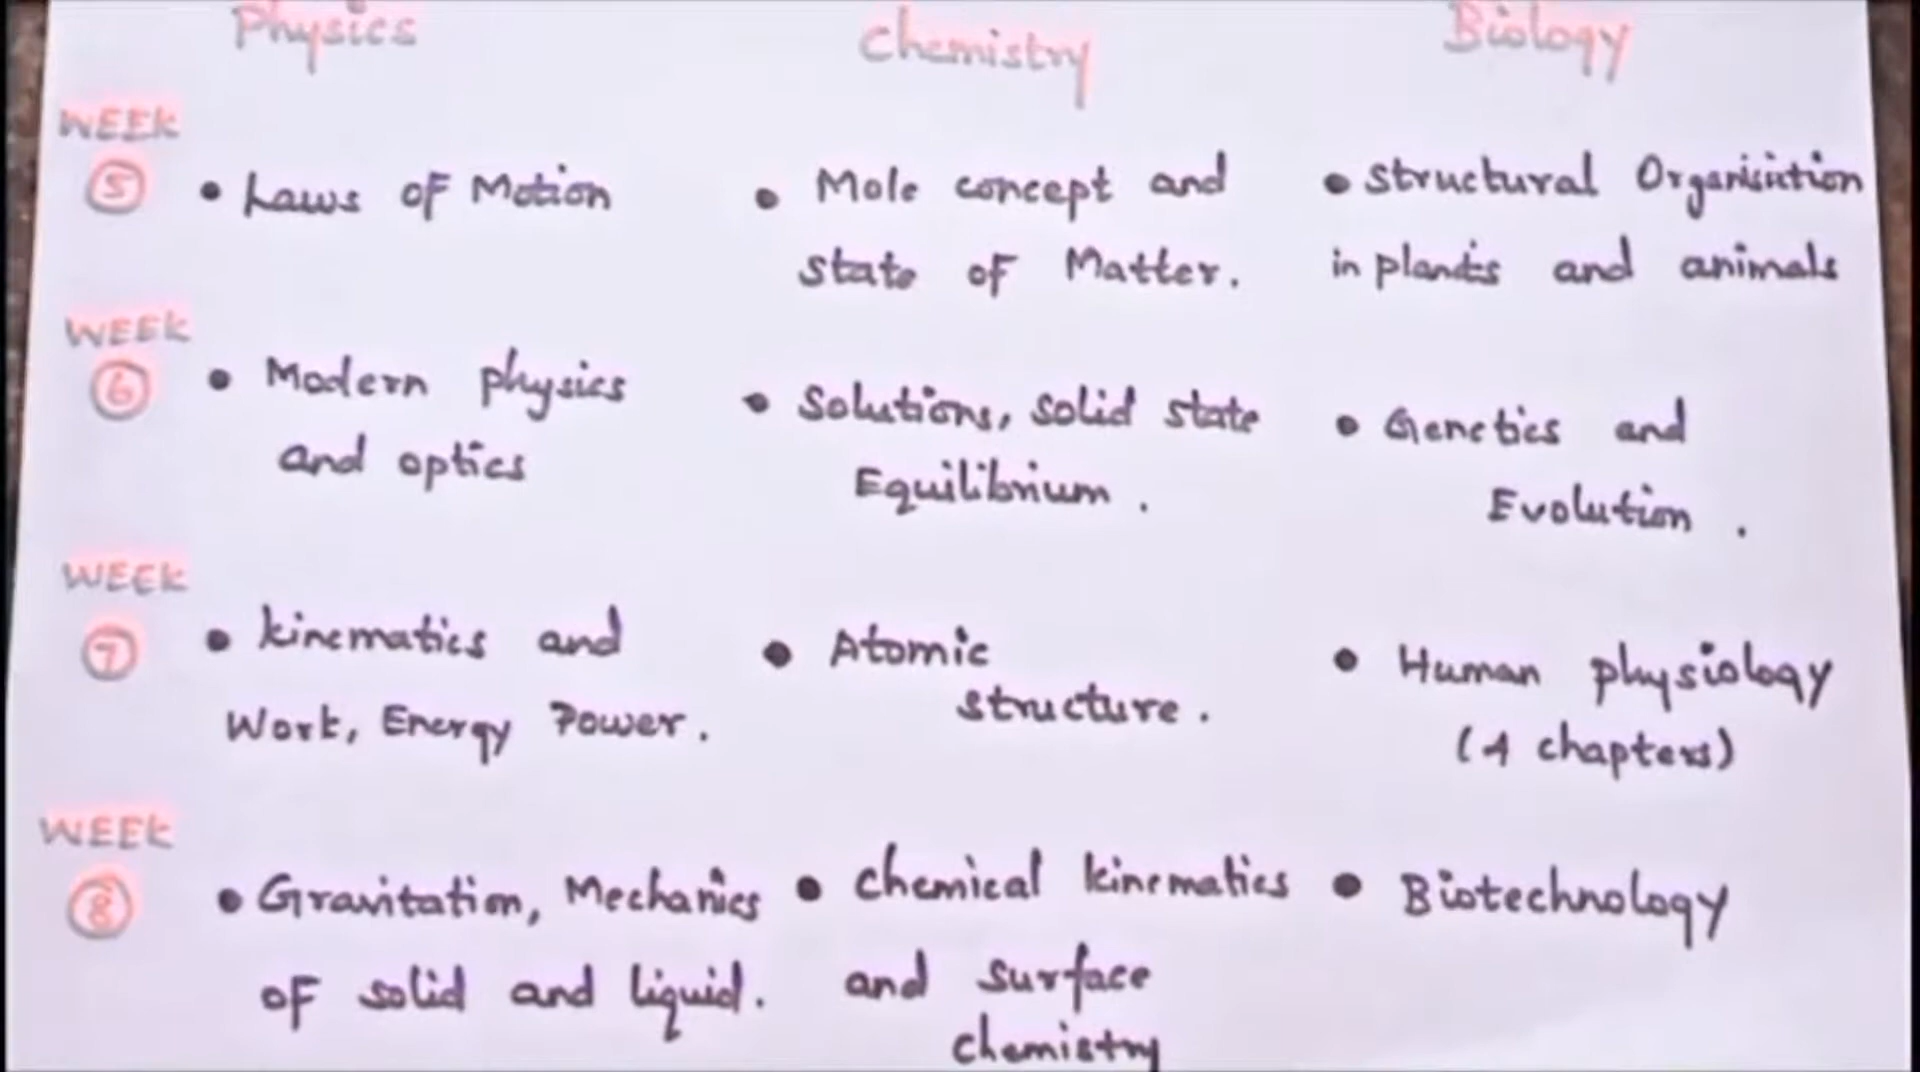 Physics Chemistry Biology
WEEK
5 • Laws of Motion • Mole concept and • Structural Organisation
State of Matter. in plants and animals
WEEK
6 • Modern physics • Solutions, solid state • Genetics and
and optics Equilibrium. Evolution.
WEEK
7 • kinematics and • Atomic • Human physiology
Work, Energy Power. structure. (4 chapters)
WEEK
8 • Gravitation, Mechanics • Chemical kinematics • Biotechnology
of solid and liquid. and surface
chemistry